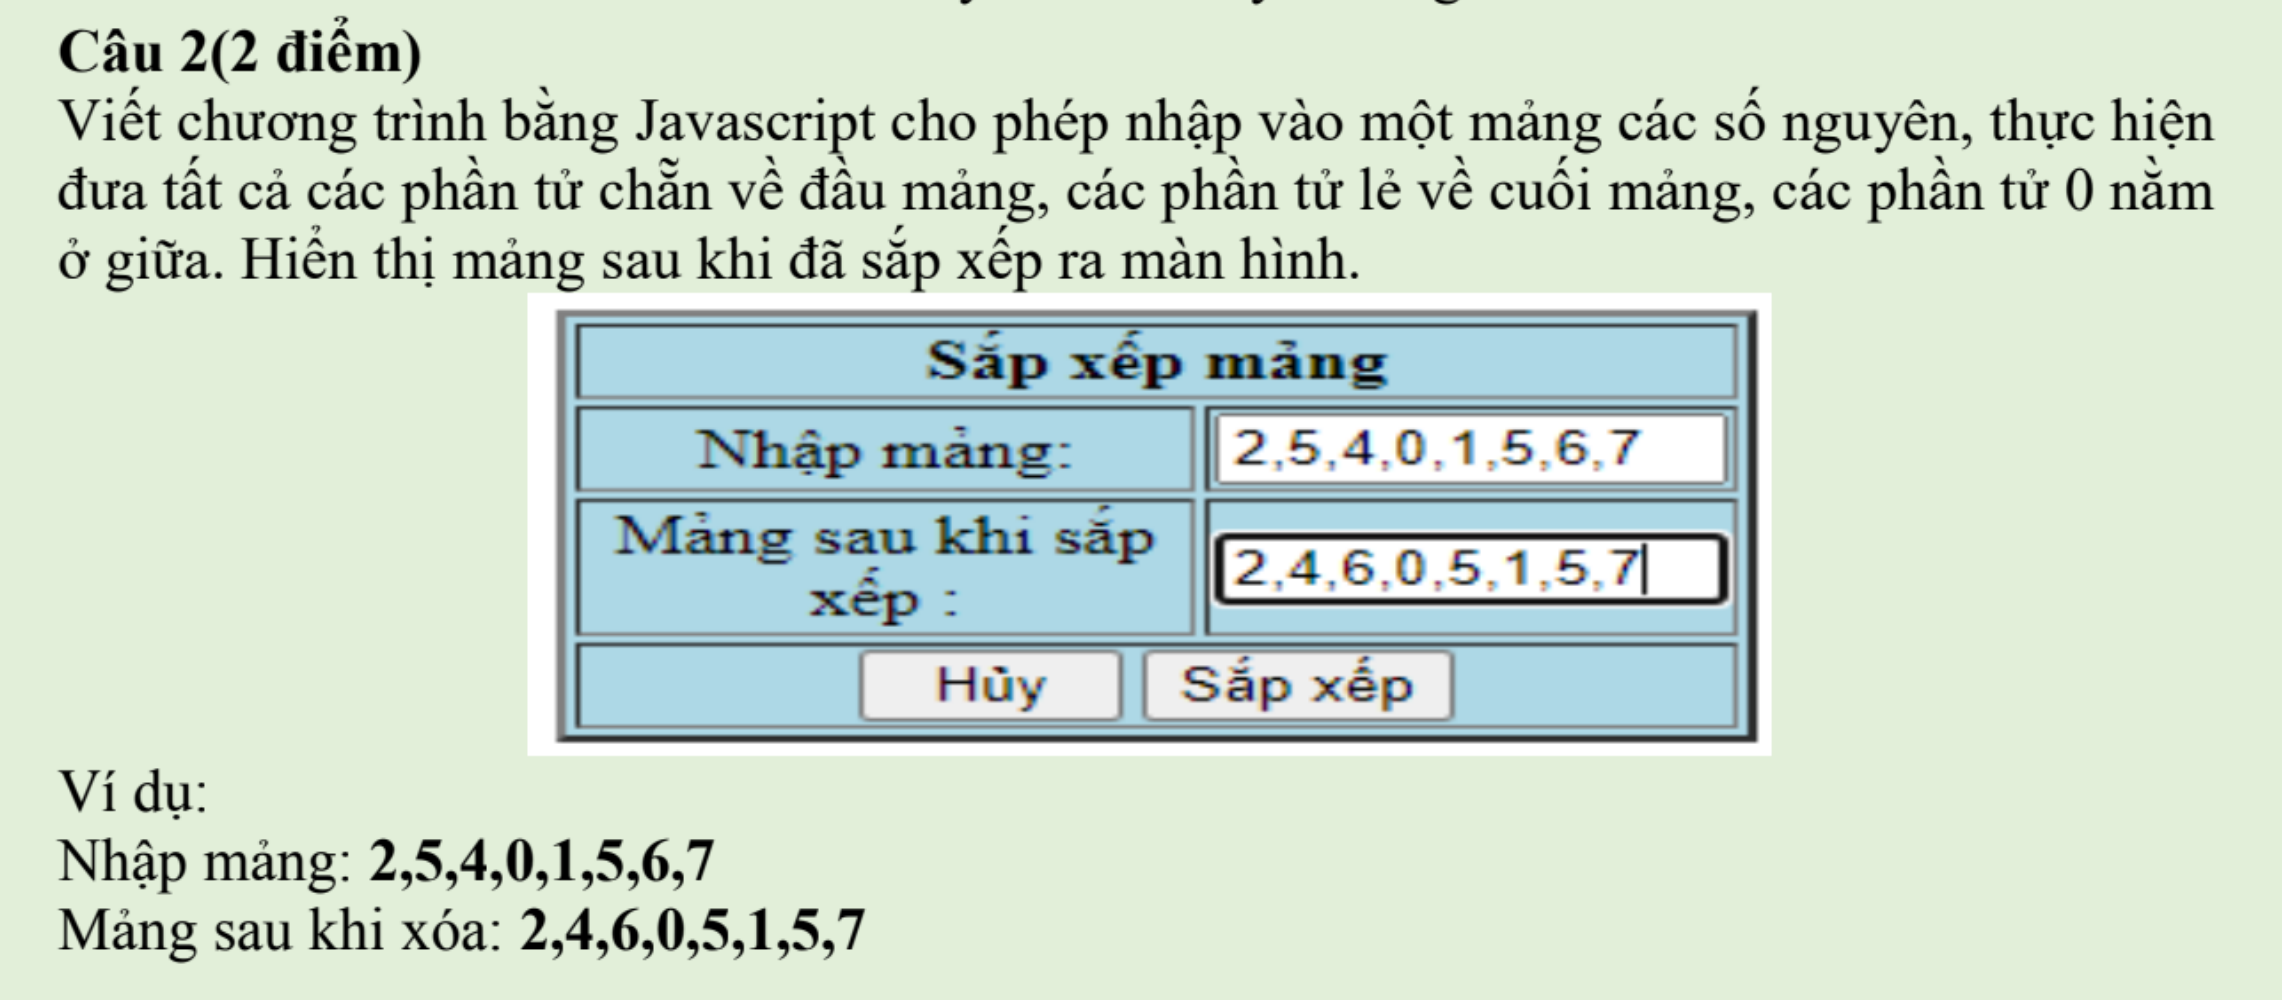 Câu 2(2 điểm)
Viết chương trình bằng Javascript cho phép nhập vào một mảng các số nguyên, thực hiện
đưa tất cả các phần tử chẵn về đầu mảng, các phần tử lẻ về cuối mảng, các phần tử 0 nằm
ở giữa. Hiển thị mảng sau khi đã sắp xếp ra màn hình.
Sắp xếp mảng
Nhập mảng: 2,5,4,0,1,5,6,7
Mảng sau khi sắp
xếp : 2,4,6,0,5,1,5,7
Hủy Sắp xếp
Ví dụ:
Nhập mảng: 2,5,4,0,1,5,6,7
Mảng sau khi xóa: 2,4,6,0,5,1,5,7